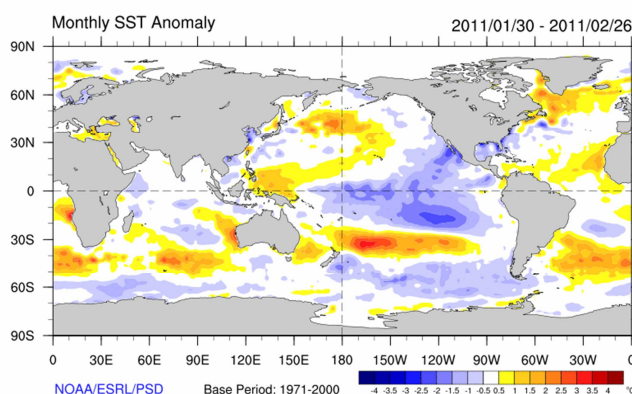 Monthly SST Anomaly 2011/01/30 - 2011/02/26
90N
60N
30N
0
30S
60S
90S
0 30E 60E 90E 120E 150E 180 150W 120W 90W 60W 30W 0
-4 -3.5 -3 -2.5 -2 -1.5 -1 -0.5 0.5 1 1.5 2 2.5 3 3.5 4 °C
NOAA/ESRL/PSD Base Period: 1971-2000